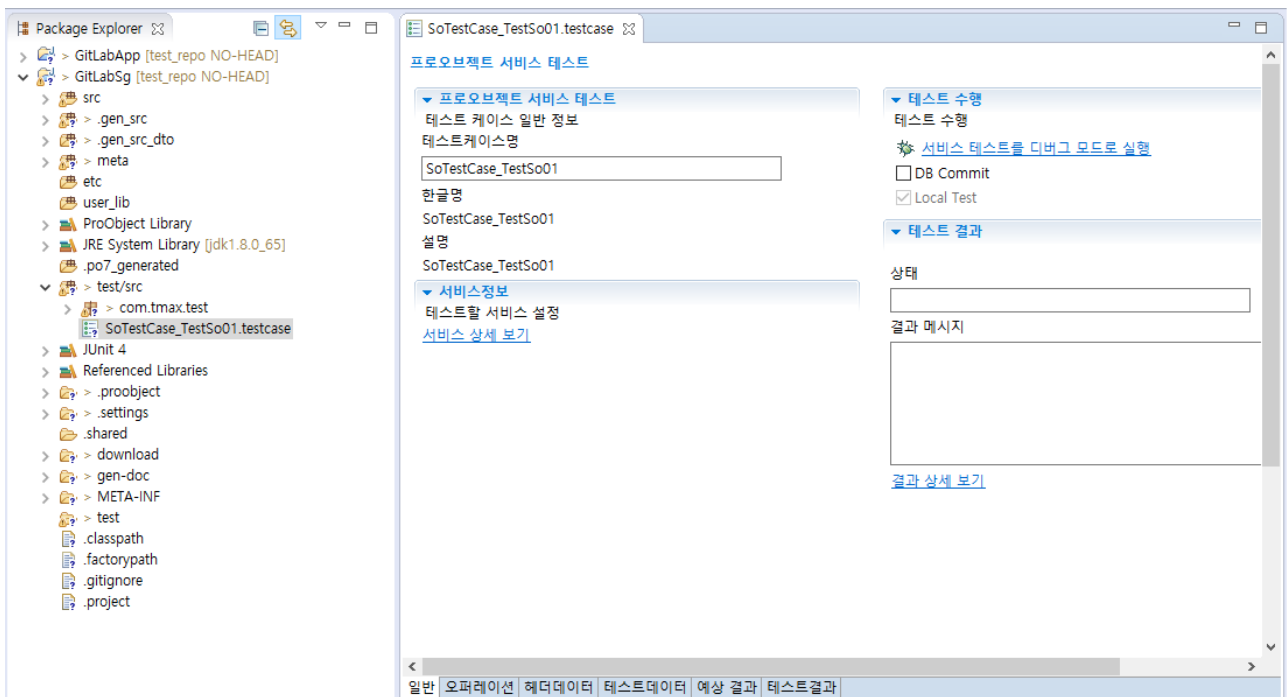 Package Explorer
> GitLabApp [test_repo NO-HEAD]
> GitLabSg [test_repo NO-HEAD]
src
> .gen_src
> .gen_src_dto
> meta
etc
user_lib
ProObject Library
JRE System Library [jdk1.8.0_65]
.po7_generated
> test/src
> com.tmax.test
SoTestCase_TestSo01.testcase
JUnit 4
Referenced Libraries
> .proobject
> .settings
.shared
> download
> gen-doc
> META-INF
> test
.classpath
.factorypath
.gitignore
.project
SoTestCase_TestSo01.testcase
프로오브젝트 서비스 테스트
프로오브젝트 서비스 테스트
테스트 케이스 일반 정보
테스트케이스명
SoTestCase_TestSo01
한글명
SoTestCase_TestSo01
설명
SoTestCase_TestSo01
서비스정보
테스트할 서비스 설정
서비스 상세 보기
테스트 수행
테스트 수행
서비스 테스트를 디버그 모드로 실행
DB Commit
Local Test
테스트 결과
상태
결과 메시지
결과 상세 보기
일반 오퍼레이션 헤더데이터 테스트데이터 예상 결과 테스트결과